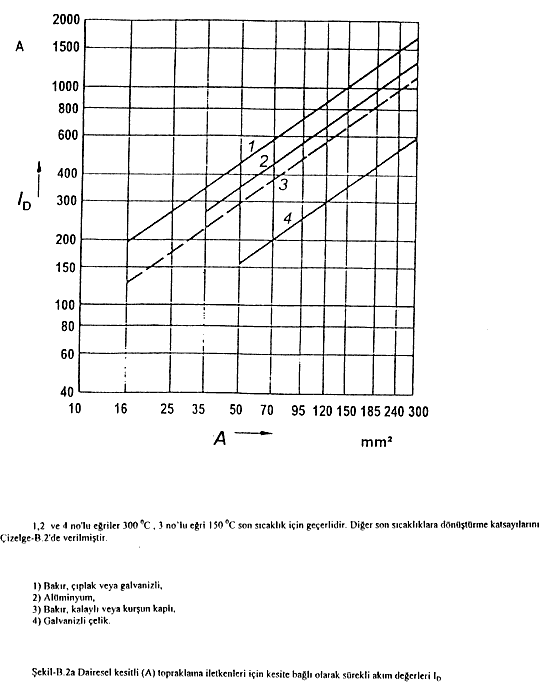 2000
A
1500
1000
800
600
400
300
200
150
100
80
60
40
I_D
1
2
3
4
10 16 25 35 50 70 95 120 150 185 240 300
A
mm²
1,2 ve 4 no'lu eğriler 300 °C , 3 no'lu eğri 150 °C son sıcaklık için geçerlidir. Diğer son sıcaklıklara dönüştürme katsayılarını
Çizelge-B.2'de verilmiştir.
1) Bakır, çıplak veya galvanizli,
2) Alüminyum,
3) Bakır, kalaylı veya kurşun kaplı,
4) Galvanizli çelik.
Şekil-B.2a Dairesel kesitli (A) topraklama iletkenleri için kesite bağlı olarak sürekli akım değerleri I_D